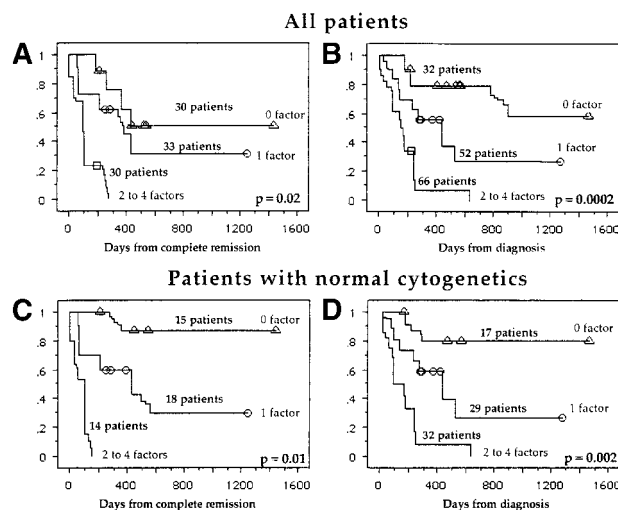 All patients
A
1
.8
.6
.4
.2
0
30 patients
0 factor
33 patients
1 factor
30 patients
2 to 4 factors
p = 0.02
0 400 800 1200 1600
Days from complete remission
B
1
.8
.6
.4
.2
0
32 patients
0 factor
52 patients
1 factor
66 patients
2 to 4 factors
p = 0.0002
0 400 800 1200 1600
Days from diagnosis
Patients with normal cytogenetics
C
1
.8
.6
.4
.2
0
15 patients
0 factor
18 patients
1 factor
14 patients
2 to 4 factors
p = 0.01
0 400 800 1200 1600
Days from complete remission
D
1
.8
.6
.4
.2
0
17 patients
0 factor
29 patients
1 factor
32 patients
2 to 4 factors
p = 0.002
0 400 800 1200 1600
Days from diagnosis